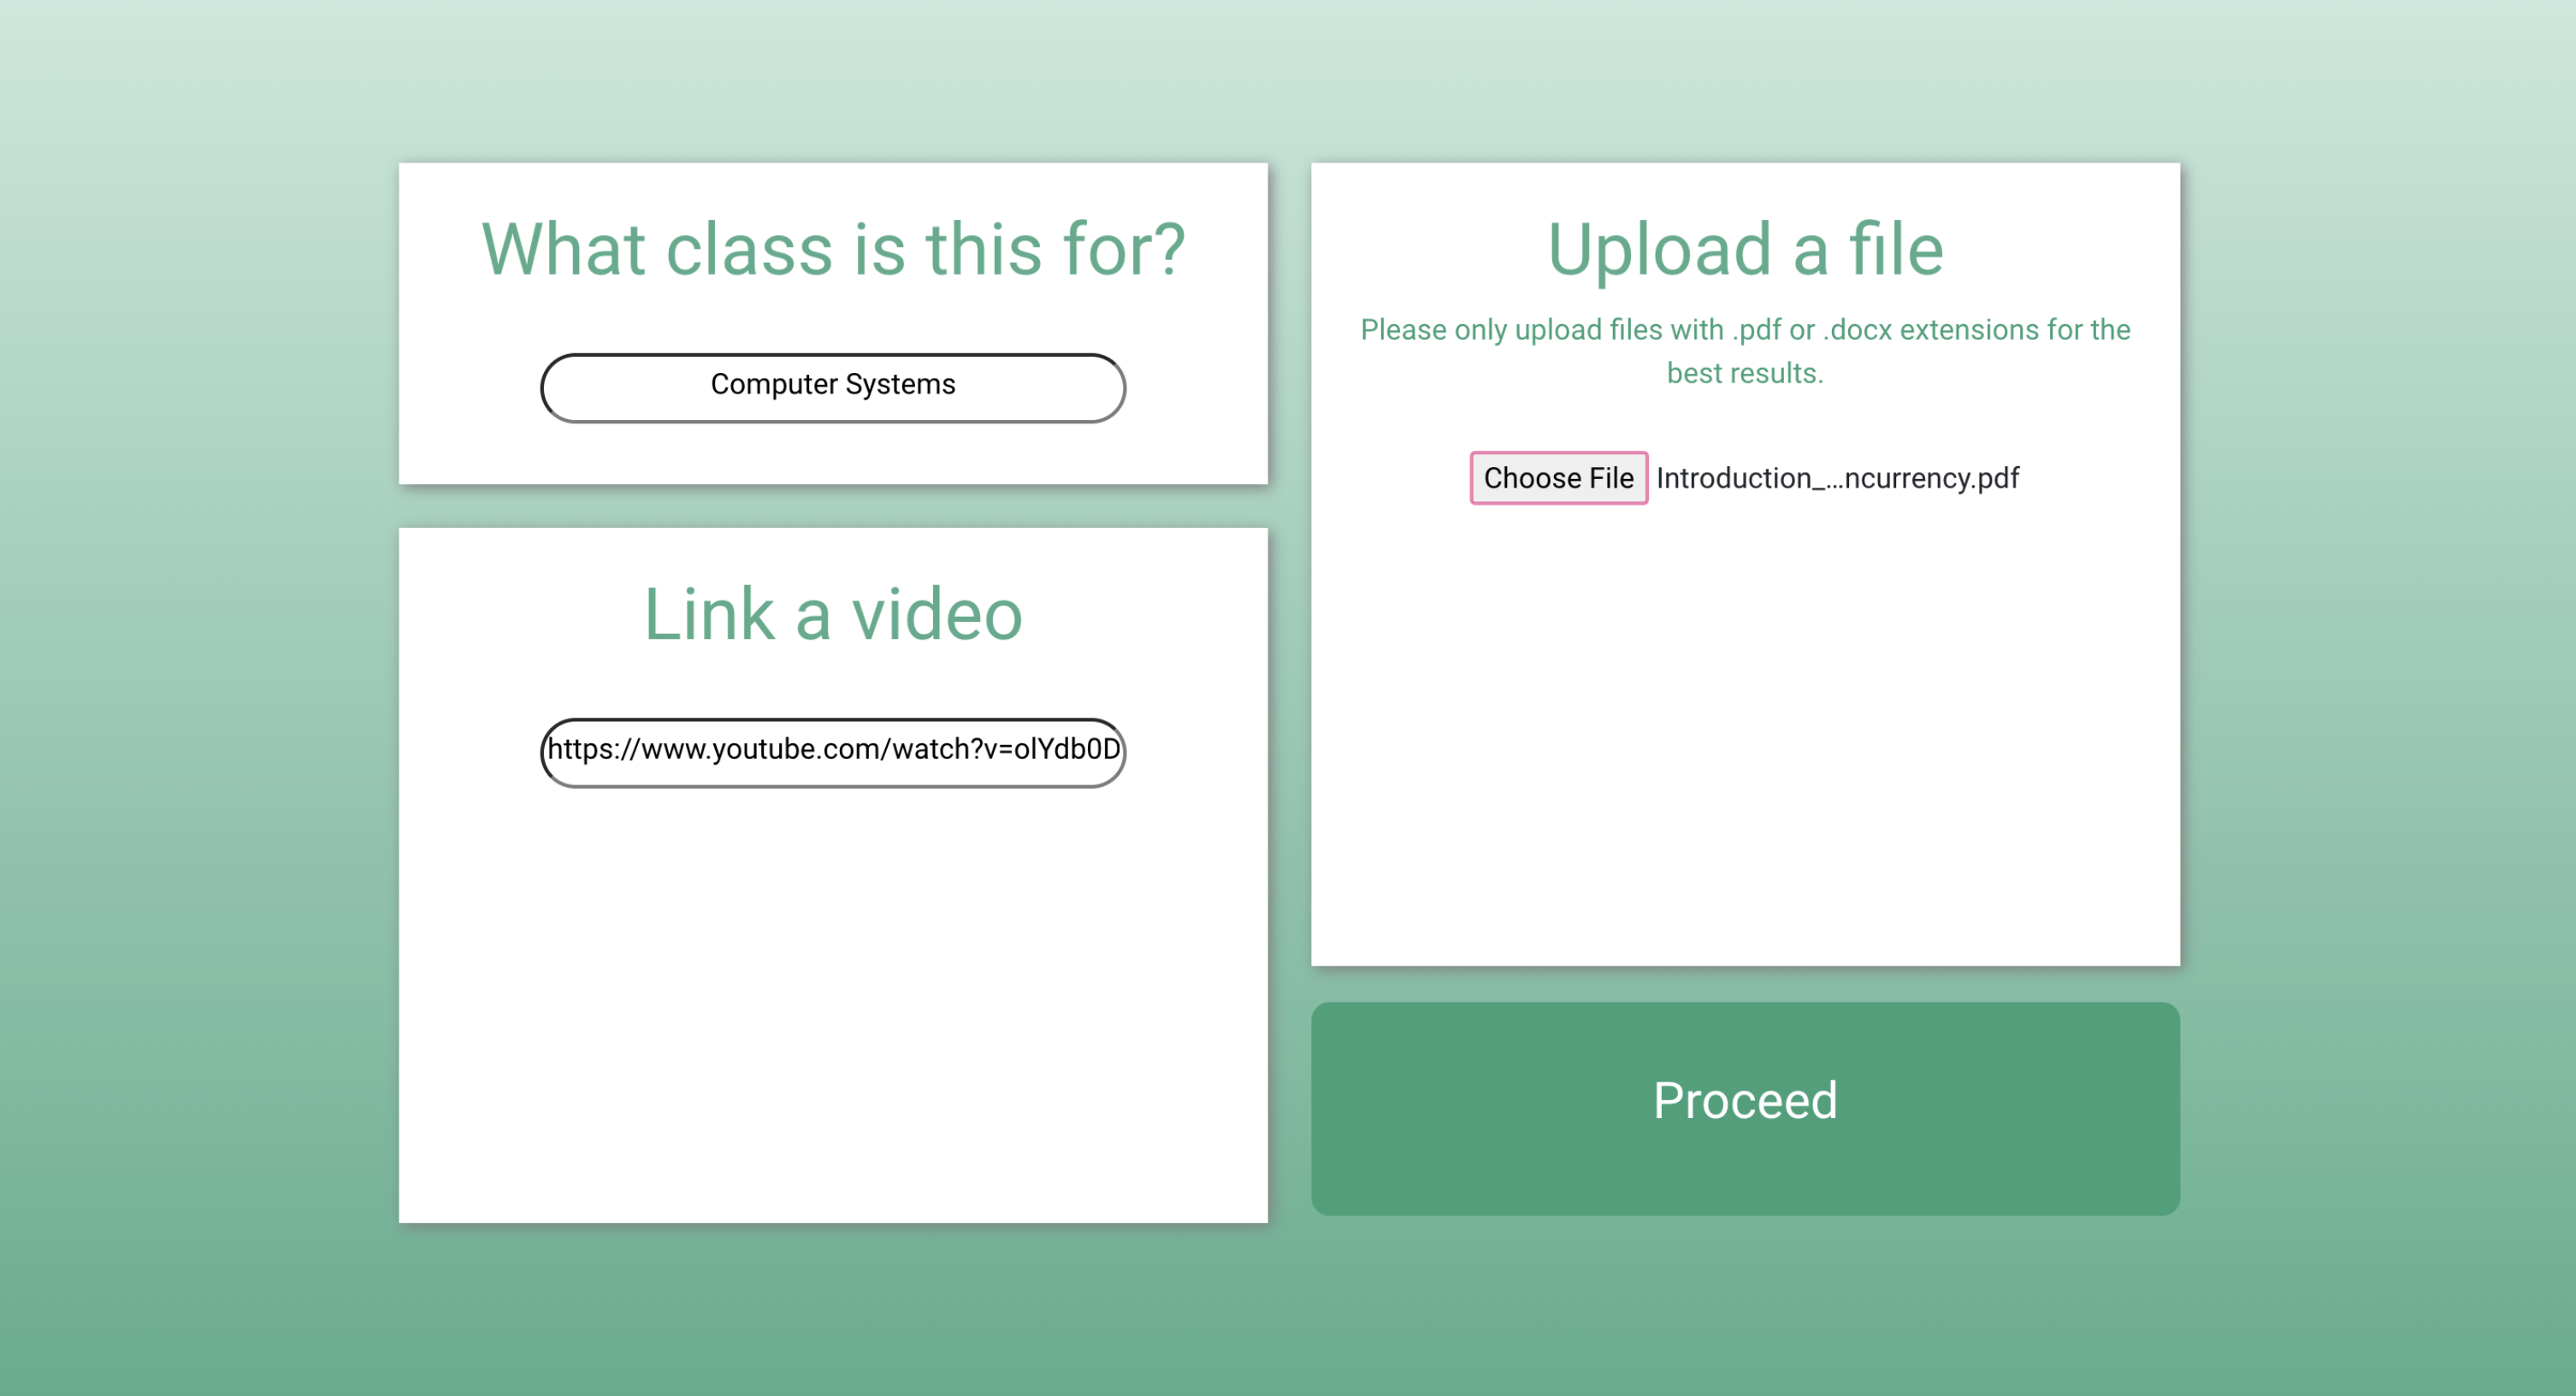 What class is this for?
Computer Systems
Link a video
https://www.youtube.com/watch?v=olYdb0D
Upload a file
Please only upload files with .pdf or .docx extensions for the
best results.
Choose File Introduction_...ncurrency.pdf
Proceed